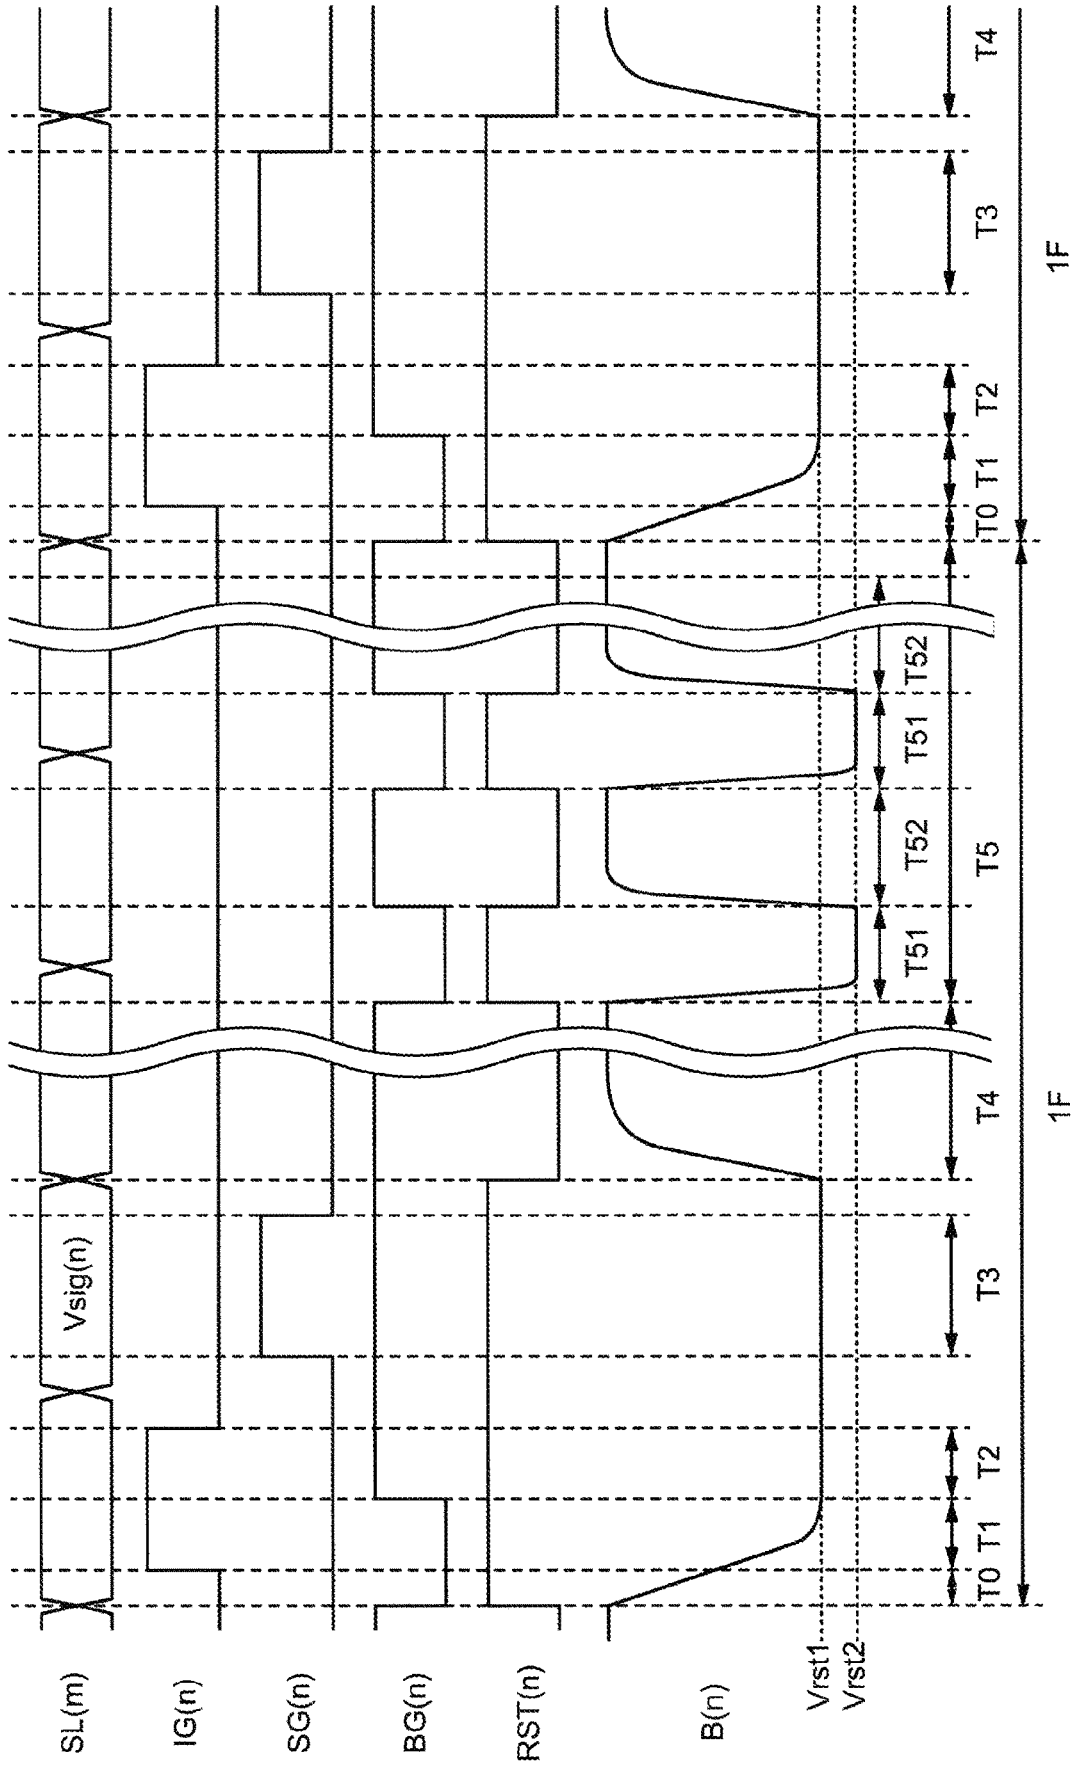 SL(m)
Vsig(n)
IG(n)
SG(n)
BG(n)
RST(n)
B(n)
Vrst1
Vrst2
T51
T52
T51
T52
T0
T1
T2
T3
T4
T5
T0
T1
T2
T3
T4
1F
1F